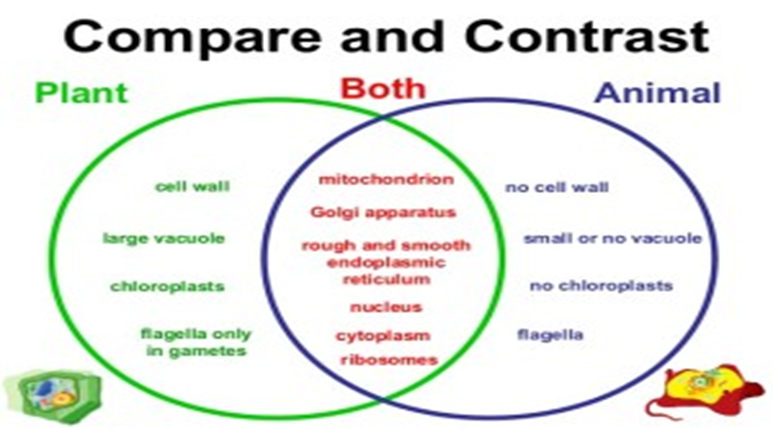 Compare and Contrast
Plant
Both
Animal
cell wall
large vacuole
chloroplasts
flagella only
in gametes
mitochondrion
Golgi apparatus
rough and smooth
endoplasmic
reticulum
nucleus
cytoplasm
ribosomes
no cell wall
small or no vacuole
no chloroplasts
flagella